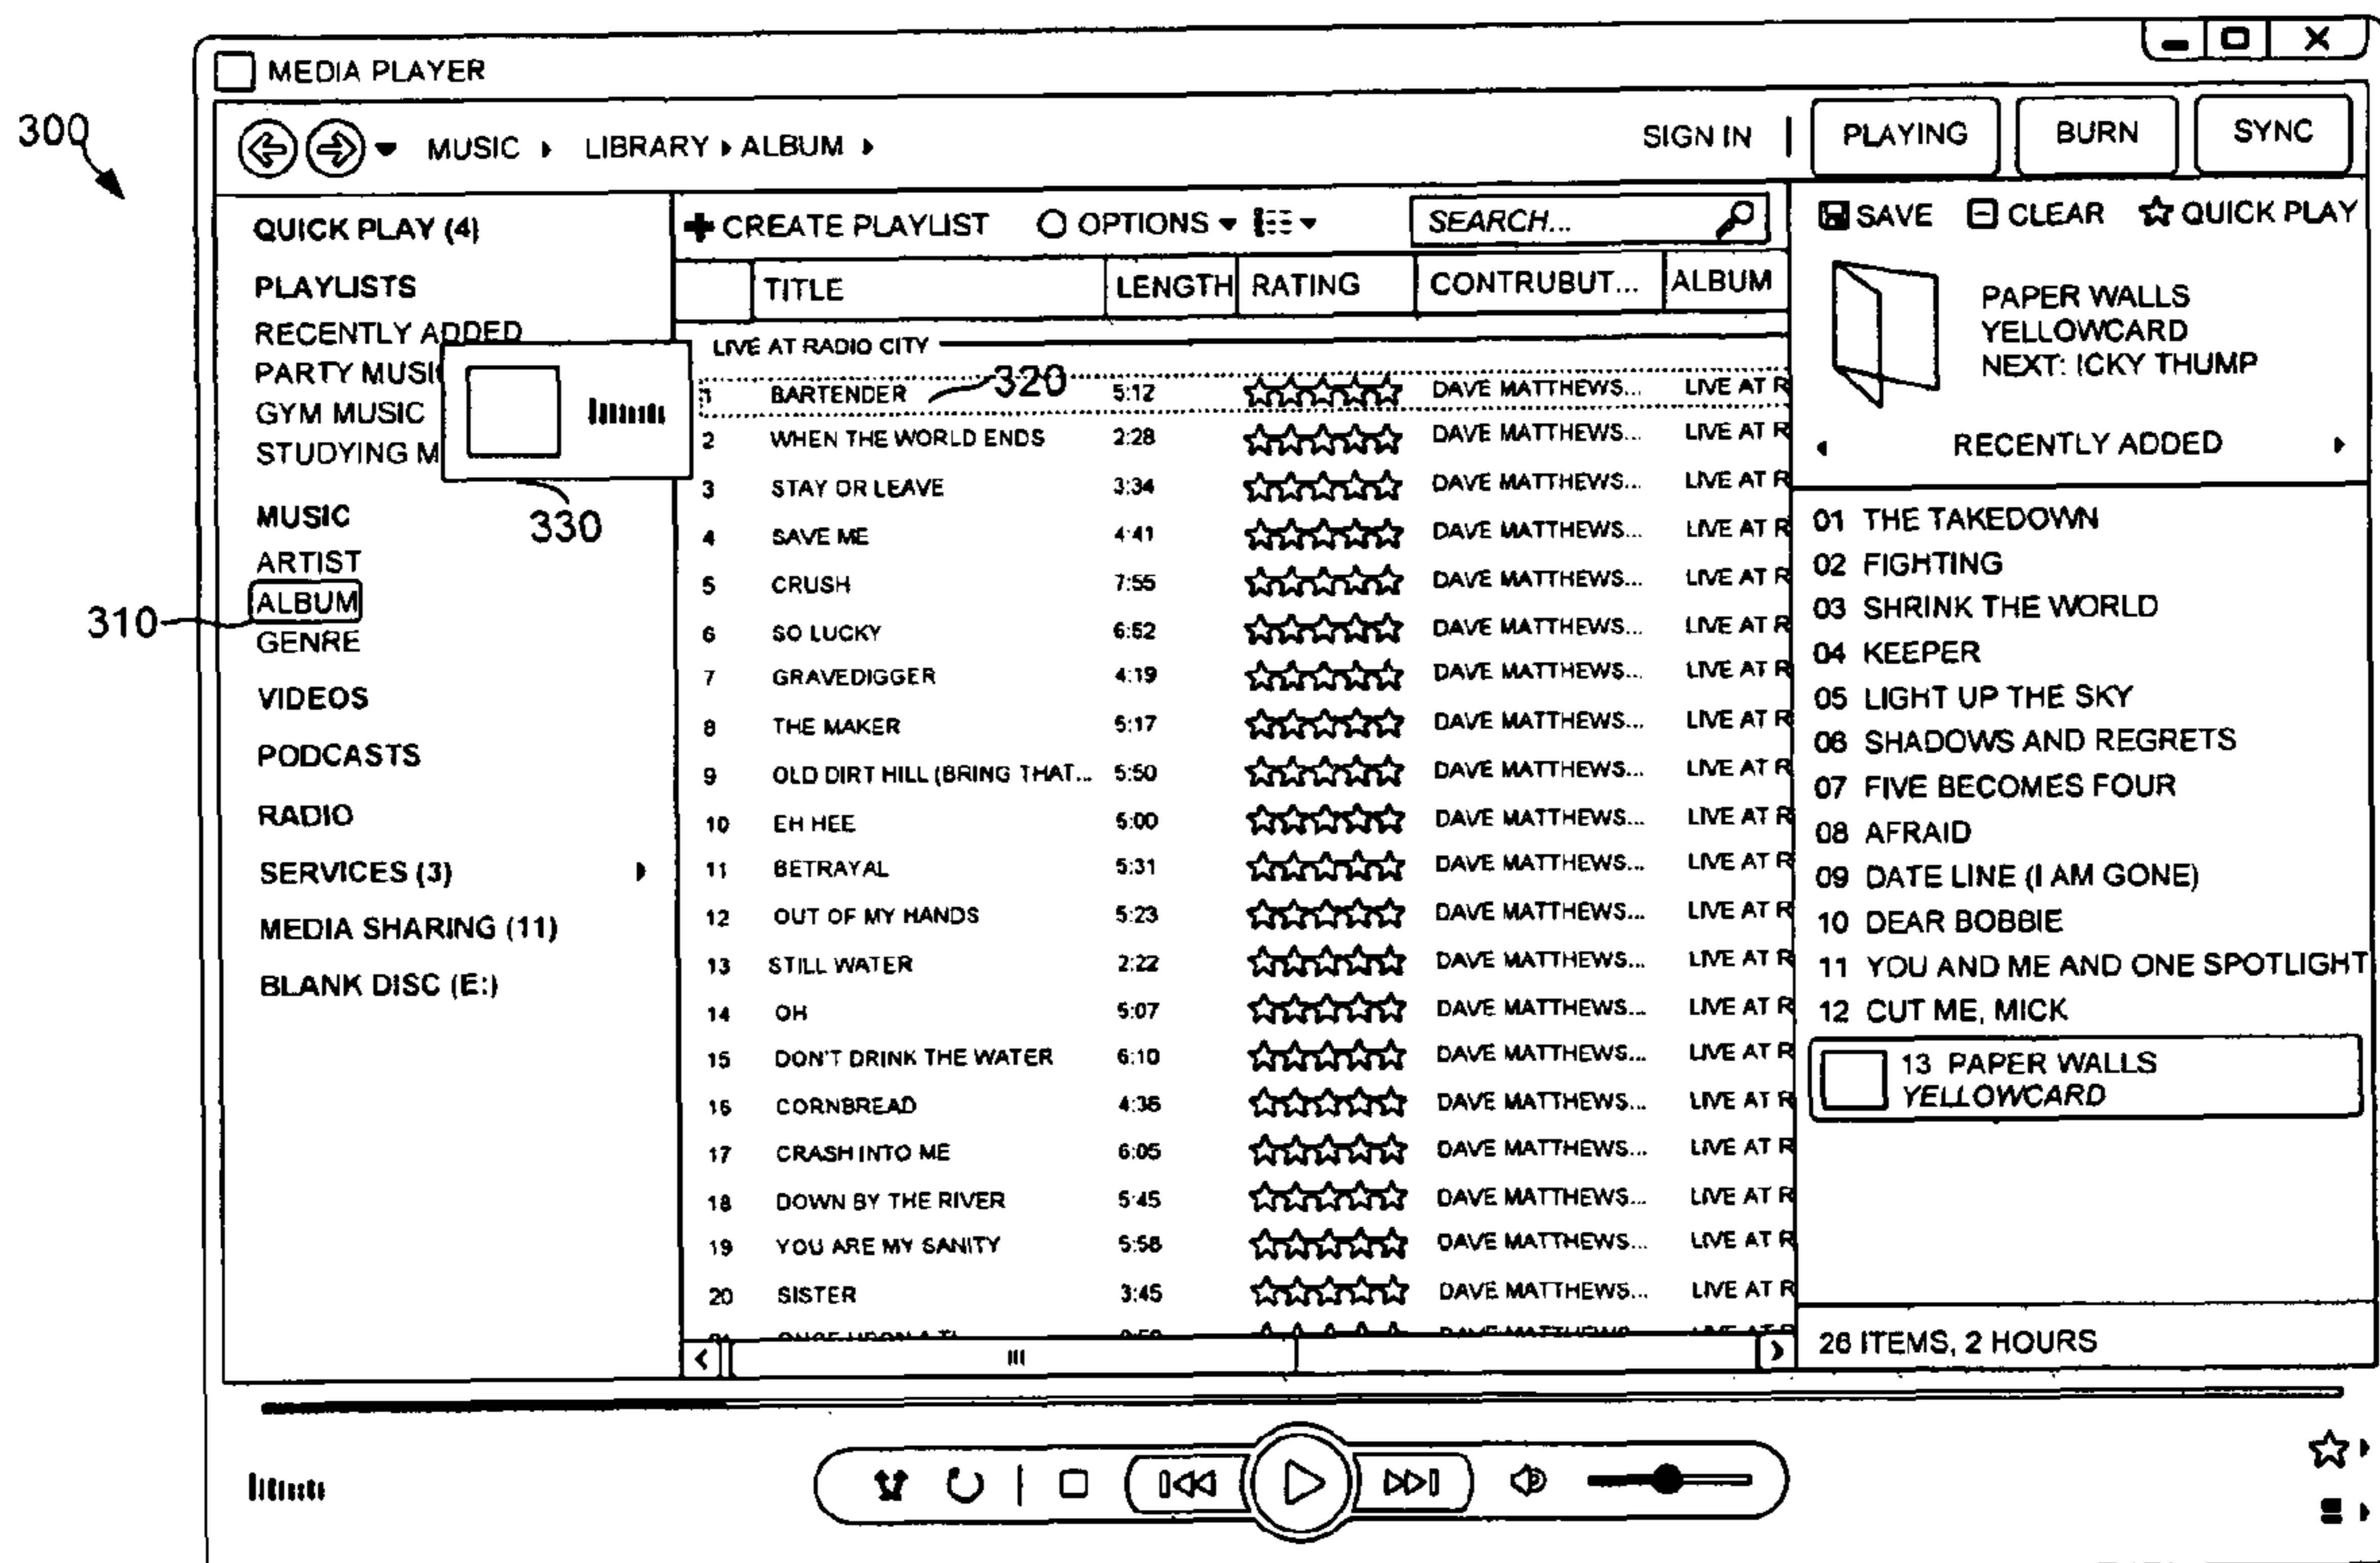 MEDIA PLAYER
300
MUSIC LIBRARY ALBUM
SIGN IN | PLAYING BURN SYNC
QUICK PLAY (4)
PLAYLISTS
RECENTLY ADDED
PARTY MUSI
GYM MUSIC
STUDYING M
330
MUSIC
ARTIST
310
ALBUM
GENRE
VIDEOS
PODCASTS
RADIO
SERVICES (3)
MEDIA SHARING (11)
BLANK DISC (E:)
CREATE PLAYLIST OPTIONS SEARCH...
TITLE LENGTH RATING CONTRUBUT... ALBUM
LIVE AT RADIO CITY
320
1 BARTENDER 5:12 DAVE MATTHEWS... LIVE AT R
2 WHEN THE WORLD ENDS 2:28 DAVE MATTHEWS... LIVE AT R
3 STAY OR LEAVE 3:34 DAVE MATTHEWS... LIVE AT R
4 SAVE ME 4:41 DAVE MATTHEWS... LIVE AT R
5 CRUSH 7:55 DAVE MATTHEWS... LIVE AT R
6 SO LUCKY 6:52 DAVE MATTHEWS... LIVE AT R
7 GRAVEDIGGER 4:19 DAVE MATTHEWS... LIVE AT R
8 THE MAKER 5:17 DAVE MATTHEWS... LIVE AT R
9 OLD DIRT HILL (BRING THAT... 5:50 DAVE MATTHEWS... LIVE AT R
10 EH HEE 5:00 DAVE MATTHEWS... LIVE AT R
11 BETRAYAL 5:31 DAVE MATTHEWS... LIVE AT R
12 OUT OF MY HANDS 5:23 DAVE MATTHEWS... LIVE AT R
13 STILL WATER 2:22 DAVE MATTHEWS... LIVE AT R
14 OH 5:07 DAVE MATTHEWS... LIVE AT R
15 DON'T DRINK THE WATER 6:10 DAVE MATTHEWS... LIVE AT R
16 CORNBREAD 4:36 DAVE MATTHEWS... LIVE AT R
17 CRASH INTO ME 6:05 DAVE MATTHEWS... LIVE AT R
18 DOWN BY THE RIVER 5:45 DAVE MATTHEWS... LIVE AT R
19 YOU ARE MY SANITY 5:58 DAVE MATTHEWS... LIVE AT R
20 SISTER 3:45 DAVE MATTHEWS... LIVE AT R
SAVE CLEAR QUICK PLAY
PAPER WALLS
YELLOWCARD
NEXT: ICKY THUMP
RECENTLY ADDED
01 THE TAKEDOWN
02 FIGHTING
03 SHRINK THE WORLD
04 KEEPER
05 LIGHT UP THE SKY
06 SHADOWS AND REGRETS
07 FIVE BECOMES FOUR
08 AFRAID
09 DATE LINE (I AM GONE)
10 DEAR BOBBIE
11 YOU AND ME AND ONE SPOTLIGHT
12 CUT ME, MICK
13 PAPER WALLS
YELLOWCARD
26 ITEMS, 2 HOURS